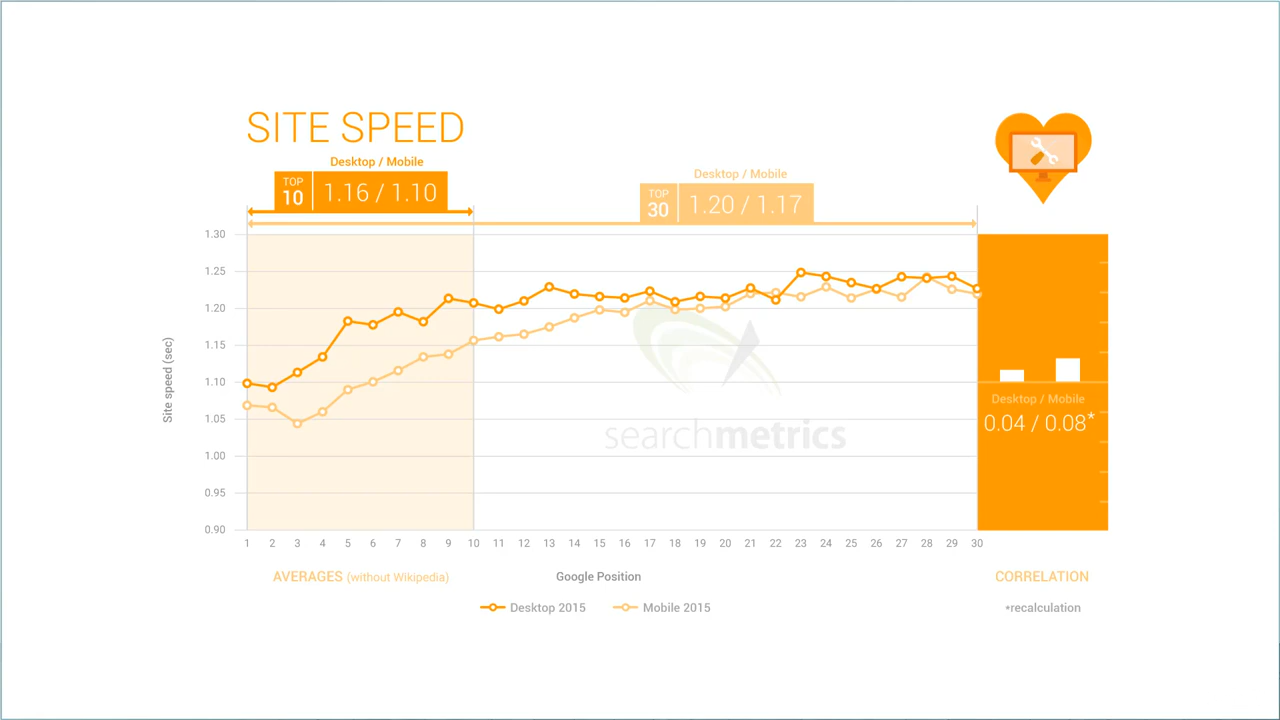 SITE SPEED
Desktop / Mobile
TOP 10 1.16 / 1.10
Desktop / Mobile
TOP 30 1.20 / 1.17
1.30
1.25
1.20
1.15
1.10
1.05
1.00
0.95
0.90
Site speed (sec)
searchmetrics
Desktop / Mobile
0.04 / 0.08*
1 2 3 4 5 6 7 8 9 10 11 12 13 14 15 16 17 18 19 20 21 22 23 24 25 26 27 28 29 30
AVERAGES (without Wikipedia)
Google Position
CORRELATION
Desktop 2015
Mobile 2015
*recalculation